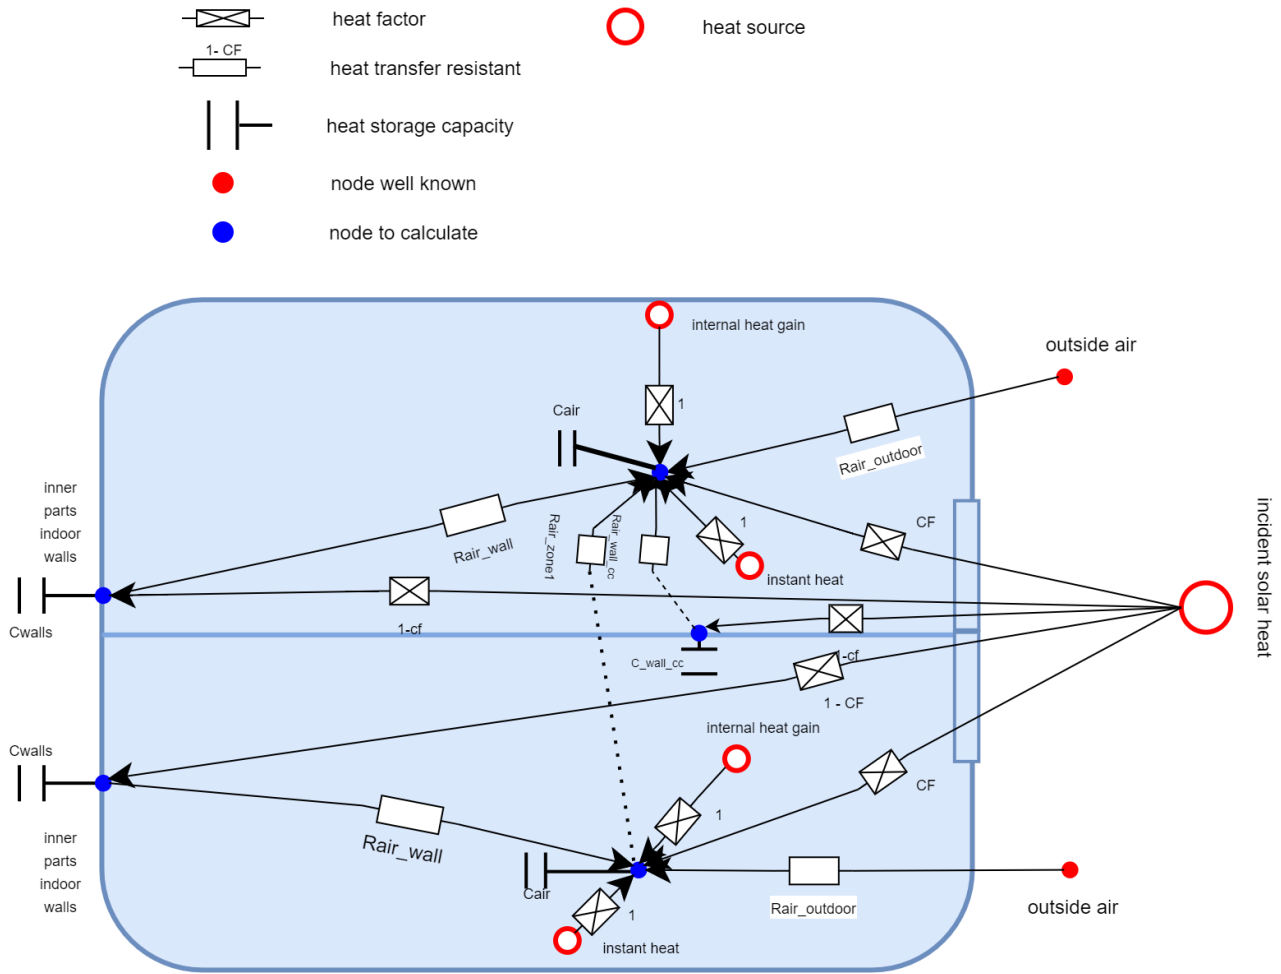 heat factor
heat source
1- CF
heat transfer resistant
heat storage capacity
node well known
node to calculate
internal heat gain
outside air
1
Cair
Rair_outdoor
inner
parts
indoor
walls
Rair_wall
Rair_zone1
Rair_wall_cc
1
CF
instant heat
incident solar heat
Cwalls
1-cf
C_wall_cc
-cf
1 - CF
internal heat gain
Cwalls
CF
1
Rair_wall
inner
parts
indoor
walls
Cair
1
Rair_outdoor
outside air
instant heat